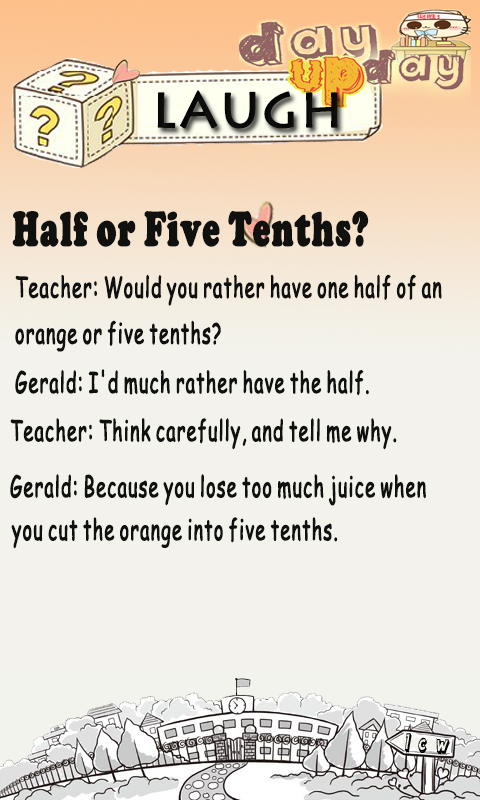 day
up day
LAUGH
Half or Five Tenths?
Teacher: Would you rather have one half of an
orange or five tenths?
Gerald: I'd much rather have the half.
Teacher: Think carefully, and tell me why.
Gerald: Because you lose too much juice when
you cut the orange into five tenths.
I C W